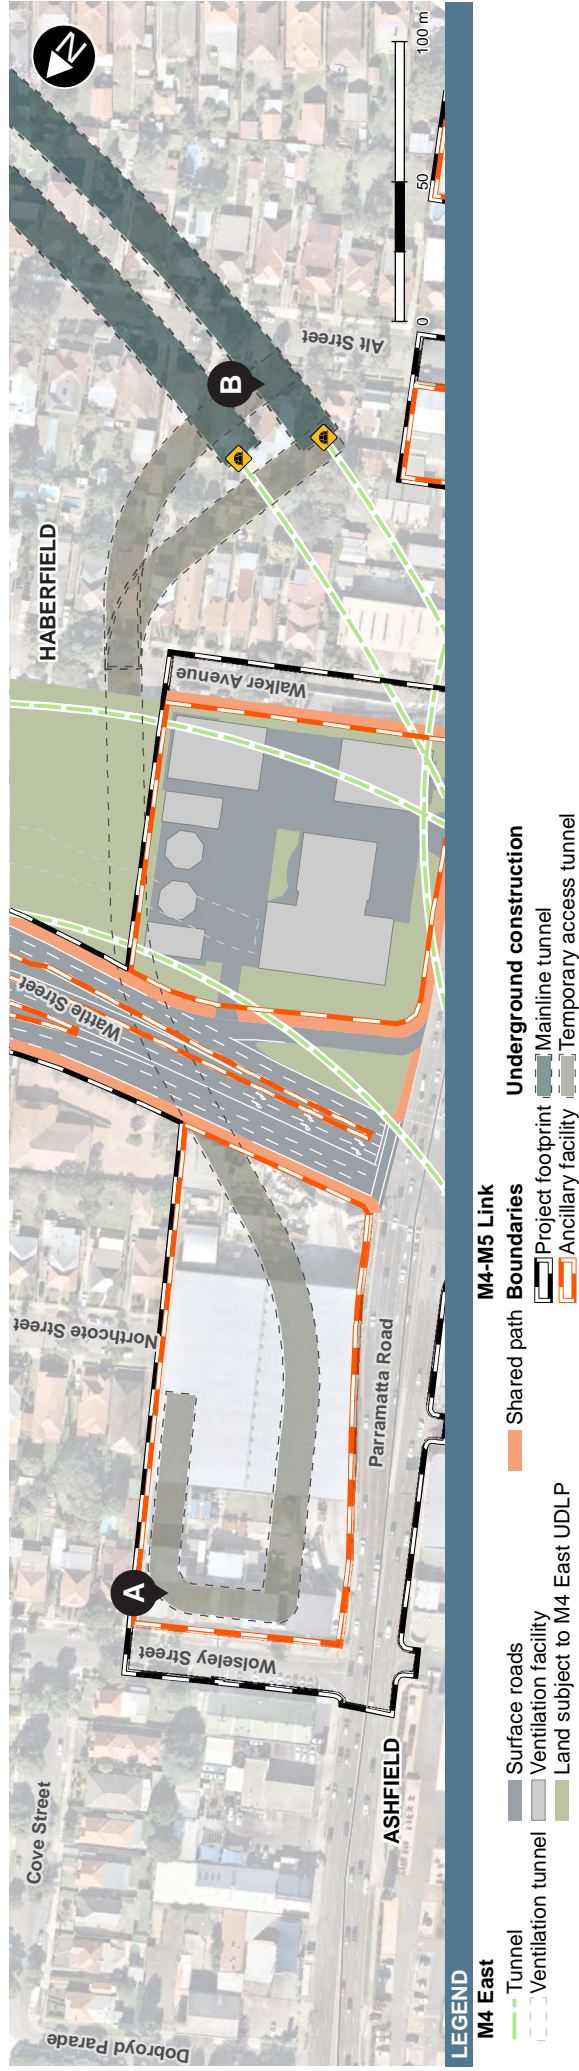 N
HABERFIELD
Alt Street
B
100 m
50
0
Walker Avenue
Wattle Street
Northcote Street
Parramatta Road
A
Wolseley Street
ASHFIELD
Cove Street
Dobroyd Parade
LEGEND
M4 East
Tunnel
Ventilation tunnel
Surface roads
Ventilation facility
Land subject to M4 East UDLP
Shared path
M4-M5 Link
Boundaries
Project footprint
Ancillary facility
Underground construction
Mainline tunnel
Temporary access tunnel